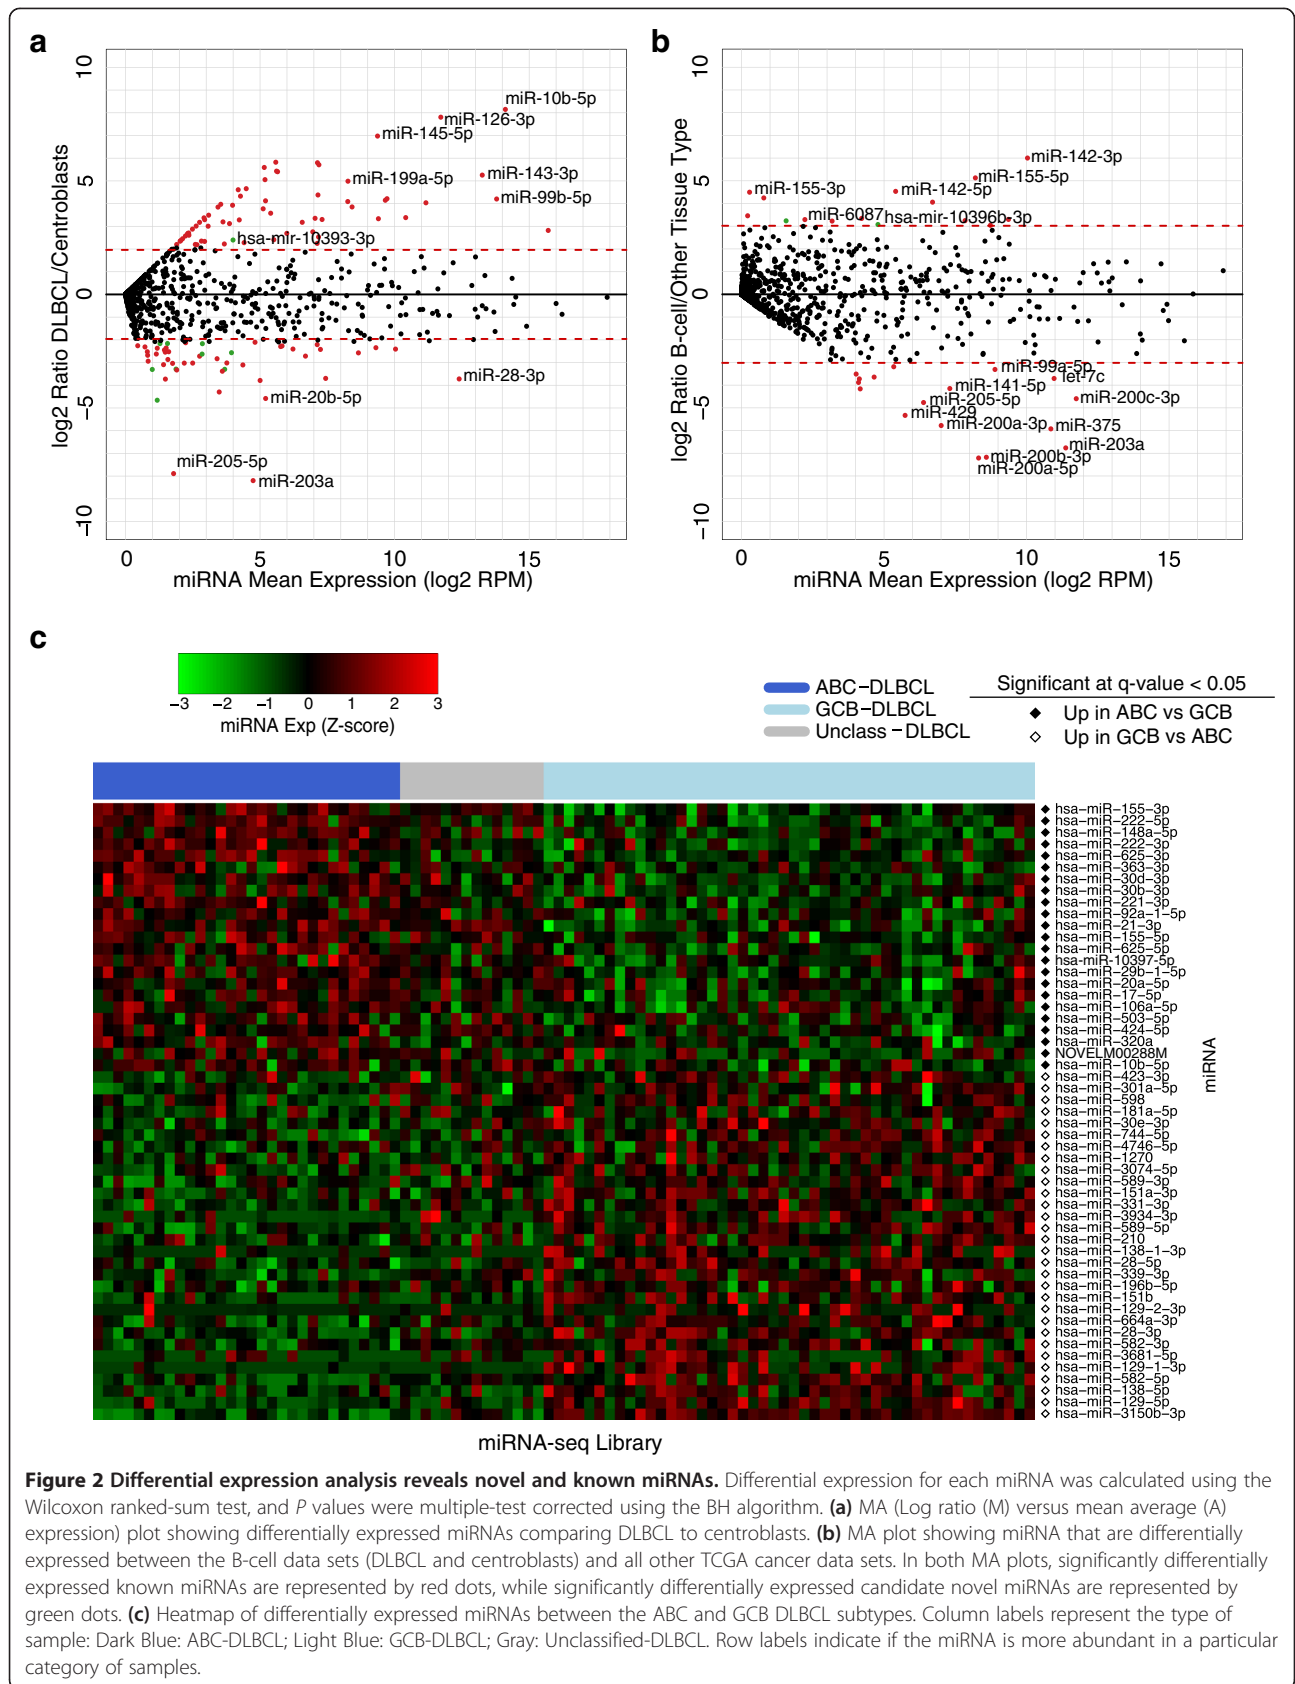 a
10
5
0
−5
−10
log2 Ratio DLBCL/Centroblasts
miR-10b-5p
miR-126-3p
miR-145-5p
miR-143-3p
miR-199a-5p
miR-99b-5p
hsa-mir-10393-3p
miR-28-3p
miR-20b-5p
miR-205-5p
miR-203a
0 5 10 15
miRNA Mean Expression (log2 RPM)
b
10
5
0
−5
−10
log2 Ratio B-cell/Other Tissue Type
miR-142-3p
miR-155-5p
miR-155-3p
miR-142-5p
miR-6087
hsa-mir-10396b-3p
miR-99a-5p
let-7c
miR-141-5p
miR-200c-3p
miR-205-5p
miR-429
miR-200a-3p
miR-375
miR-203a
miR-200b-3p
miR-200a-5p
0 5 10 15
miRNA Mean Expression (log2 RPM)
c
−3 −2 −1 0 1 2 3
miRNA Exp (Z-score)
ABC−DLBCL
GCB−DLBCL
Unclass−DLBCL
Significant at q-value < 0.05
Up in ABC vs GCB
Up in GCB vs ABC
hsa−miR−155−3p
hsa−miR−222−5p
hsa−miR−148a−5p
hsa−miR−222−3p
hsa−miR−625−3p
hsa−miR−363−3p
hsa−miR−30d−3p
hsa−miR−30b−3p
hsa−miR−221−3p
hsa−miR−92a−1−5p
hsa−miR−21−3p
hsa−miR−155−5p
hsa−miR−625−5p
hsa-miR-10397-5p
hsa−miR−29b−1−5p
hsa−miR−20a−5p
hsa−miR−17−5p
hsa−miR−106a−5p
hsa−miR−503−5p
hsa−miR−424−5p
hsa−miR−320a
NOVELM00288M
hsa−miR−10b−5p
hsa−miR−423−3p
hsa−miR−301a−5p
hsa−miR−598
hsa−miR−181a−5p
hsa−miR−30e−3p
hsa−miR−744−5p
hsa−miR−4746−5p
hsa−miR−1270
hsa−miR−3074−5p
hsa−miR−589−3p
hsa−miR−151a−3p
hsa−miR−331−3p
hsa−miR−3934−3p
hsa−miR−589−5p
hsa−miR−210
hsa−miR−138−1−3p
hsa−miR−28−5p
hsa−miR−339−3p
hsa−miR−196b−5p
hsa−miR−151b
hsa−miR−129−2−3p
hsa−miR−664a−3p
hsa−miR−28−3p
hsa−miR−582−3p
hsa−miR−3681−5p
hsa−miR−129−1−3p
hsa−miR−582−5p
hsa−miR−138−5p
hsa−miR−129−5p
hsa−miR−3150b−3p
miRNA
miRNA-seq Library
Figure 2 Differential expression analysis reveals novel and known miRNAs. Differential expression for each miRNA was calculated using the
Wilcoxon ranked-sum test, and P values were multiple-test corrected using the BH algorithm. (a) MA (Log ratio (M) versus mean average (A)
expression) plot showing differentially expressed miRNAs comparing DLBCL to centroblasts. (b) MA plot showing miRNA that are differentially
expressed between the B-cell data sets (DLBCL and centroblasts) and all other TCGA cancer data sets. In both MA plots, significantly differentially
expressed known miRNAs are represented by red dots, while significantly differentially expressed candidate novel miRNAs are represented by
green dots. (c) Heatmap of differentially expressed miRNAs between the ABC and GCB DLBCL subtypes. Column labels represent the type of
sample: Dark Blue: ABC-DLBCL; Light Blue: GCB-DLBCL; Gray: Unclassified-DLBCL. Row labels indicate if the miRNA is more abundant in a particular
category of samples.